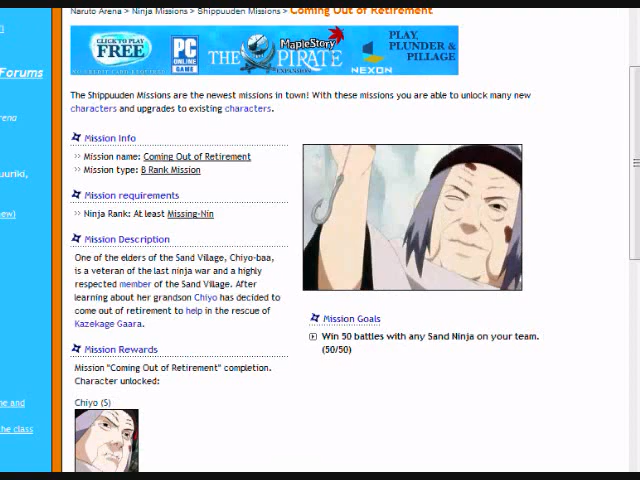 Naruto Arena > Ninja Missions > Shippuuden Missions > Coming Out of Retirement
CLICK TO PLAY
FREE
PC
ONLINE
GAME
THE
MapleStory
PIRATE
EXPANSION
NEXON
PLAY,
PLUNDER &
PILLAGE
Forums
The Shippuuden Missions are the newest missions in town! With these missions you are able to unlock many new
characters and upgrades to existing characters.
Mission Info
Mission name: Coming Out of Retirement
Mission type: B Rank Mission
Mission requirements
Ninja Rank: At least Missing-Nin
Mission Description
One of the elders of the Sand Village, Chiyo-baa,
is a veteran of the last ninja war and a highly
respected member of the Sand Village. After
learning about her grandson Chiyo has decided to
come out of retirement to help in the rescue of
Kazekage Gaara.
Mission Goals
Win 50 battles with any Sand Ninja on your team.
(50/50)
Mission Rewards
Mission "Coming Out of Retirement" completion.
Character unlocked:
Chiyo (S)
me and
the class